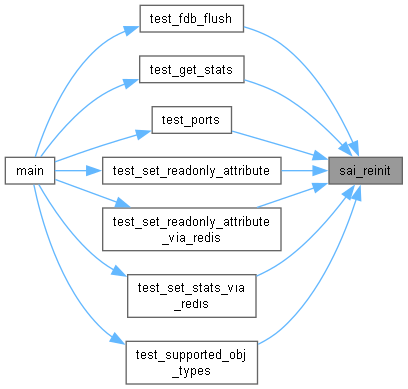 test_fdb_flush
test_get_stats
test_ports
main
test_set_readonly_attribute
sai_reinit
test_set_readonly_attribute
_via_redis
test_set_stats_via
_redis
test_supported_obj
_types